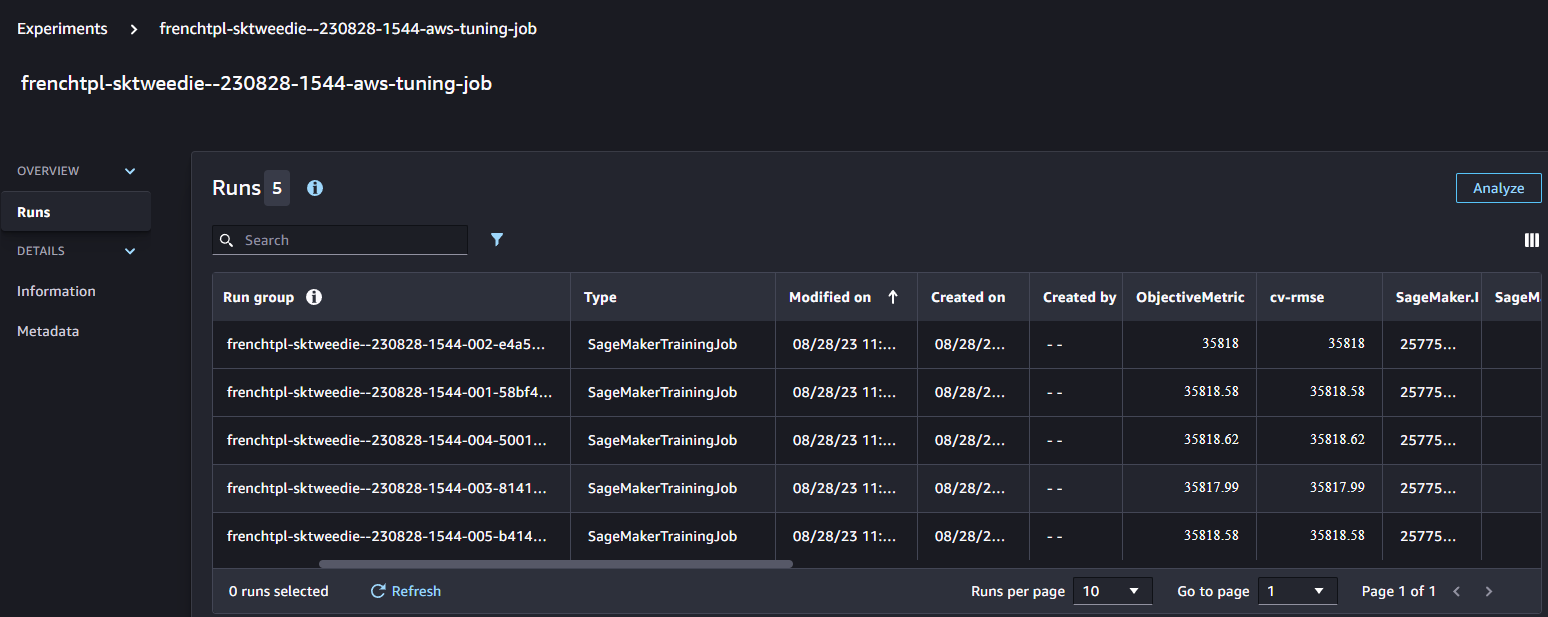 Experiments > frenchtpl-sktweedie--230828-1544-aws-tuning-job
frenchtpl-sktweedie--230828-1544-aws-tuning-job
OVERVIEW
Runs
DETAILS
Information
Metadata
Runs 5
Analyze
Search
Run group Type Modified on Created on Created by ObjectiveMetric cv-rmse SageMaker.I SageM
frenchtpl-sktweedie--230828-1544-002-e4a5... SageMakerTrainingJob 08/28/23 11:... 08/28/2... - - 35818 35818 25775...
frenchtpl-sktweedie--230828-1544-001-58bf4... SageMakerTrainingJob 08/28/23 11:... 08/28/2... - - 35818.58 35818.58 25775...
frenchtpl-sktweedie--230828-1544-004-5001... SageMakerTrainingJob 08/28/23 11:... 08/28/2... - - 35818.62 35818.62 25775...
frenchtpl-sktweedie--230828-1544-003-8141... SageMakerTrainingJob 08/28/23 11:... 08/28/2... - - 35817.99 35817.99 25775...
frenchtpl-sktweedie--230828-1544-005-b414... SageMakerTrainingJob 08/28/23 11:... 08/28/2... - - 35818.58 35818.58 25775...
0 runs selected Refresh Runs per page 10 Go to page 1 Page 1 of 1